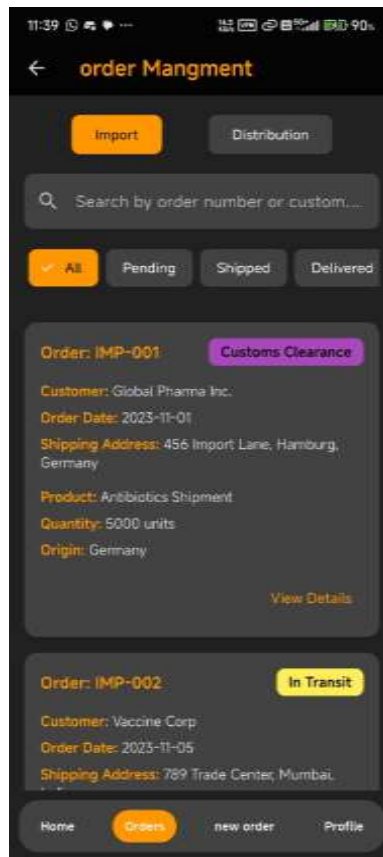 11:39
90%
← order Mangment
Import
Distribution
Search by order number or custom....
All
Pending
Shipped
Delivered
Order: IMP-001
Customs Clearance
Customer: Global Pharma Inc.
Order Date: 2023-11-01
Shipping Address: 456 Import Lane, Hamburg,
Germany
Product: Antibiotics Shipment
Quantity: 5000 units
Origin: Germany
View Details
Order: IMP-002
In Transit
Customer: Vaccine Corp
Order Date: 2023-11-05
Shipping Address: 789 Trade Center, Mumbai,
Home
Orders
new order
Profile